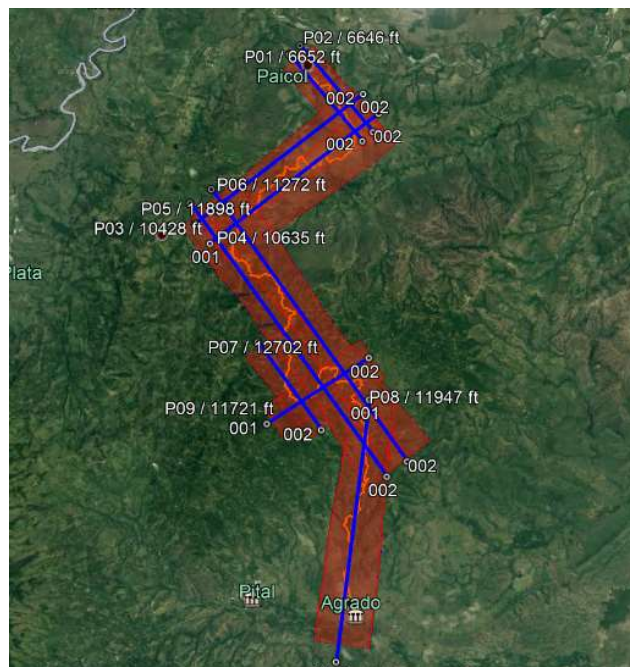 P02 / 6646 ft
P01 / 6652 ft
Paicol
002
002
002
002
P06 / 11272 ft
P05 / 11898 ft
P03 / 10428 ft
P04 / 10635 ft
001
Plata
P07 / 12702 ft
002
P08 / 11947 ft
P09 / 11721 ft
001
001
002
002
002
Pital
Agrado